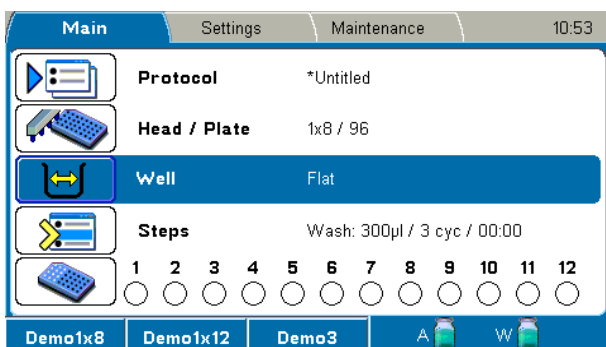 Main Settings Maintenance 10:53
Protocol *Untitled
Head / Plate 1x8 / 96
Well Flat
Steps Wash: 300µl / 3 cyc / 00:00
1 2 3 4 5 6 7 8 9 10 11 12
Demo1x8 Demo1x12 Demo3 A W